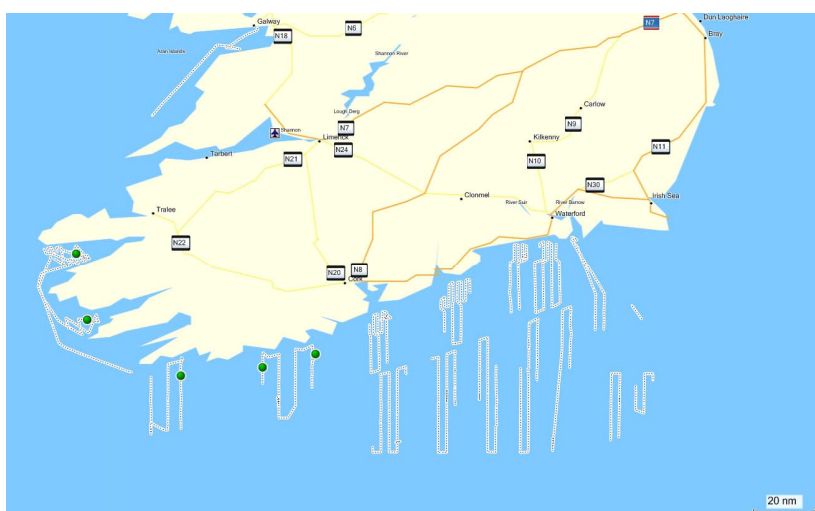 Galway
N18
N6
N7
Dun Laoghaire
Bray
Aran Islands
Shannon River
Lough Derg
Shannon
N7
Limerick
N24
N21
Tarbert
Carlow
N9
Kilkenny
N10
N11
N30
Clonmel
River Suir
River Barrow
Waterford
Irish Sea
Tralee
N22
N20
N8
Cork
20 nm